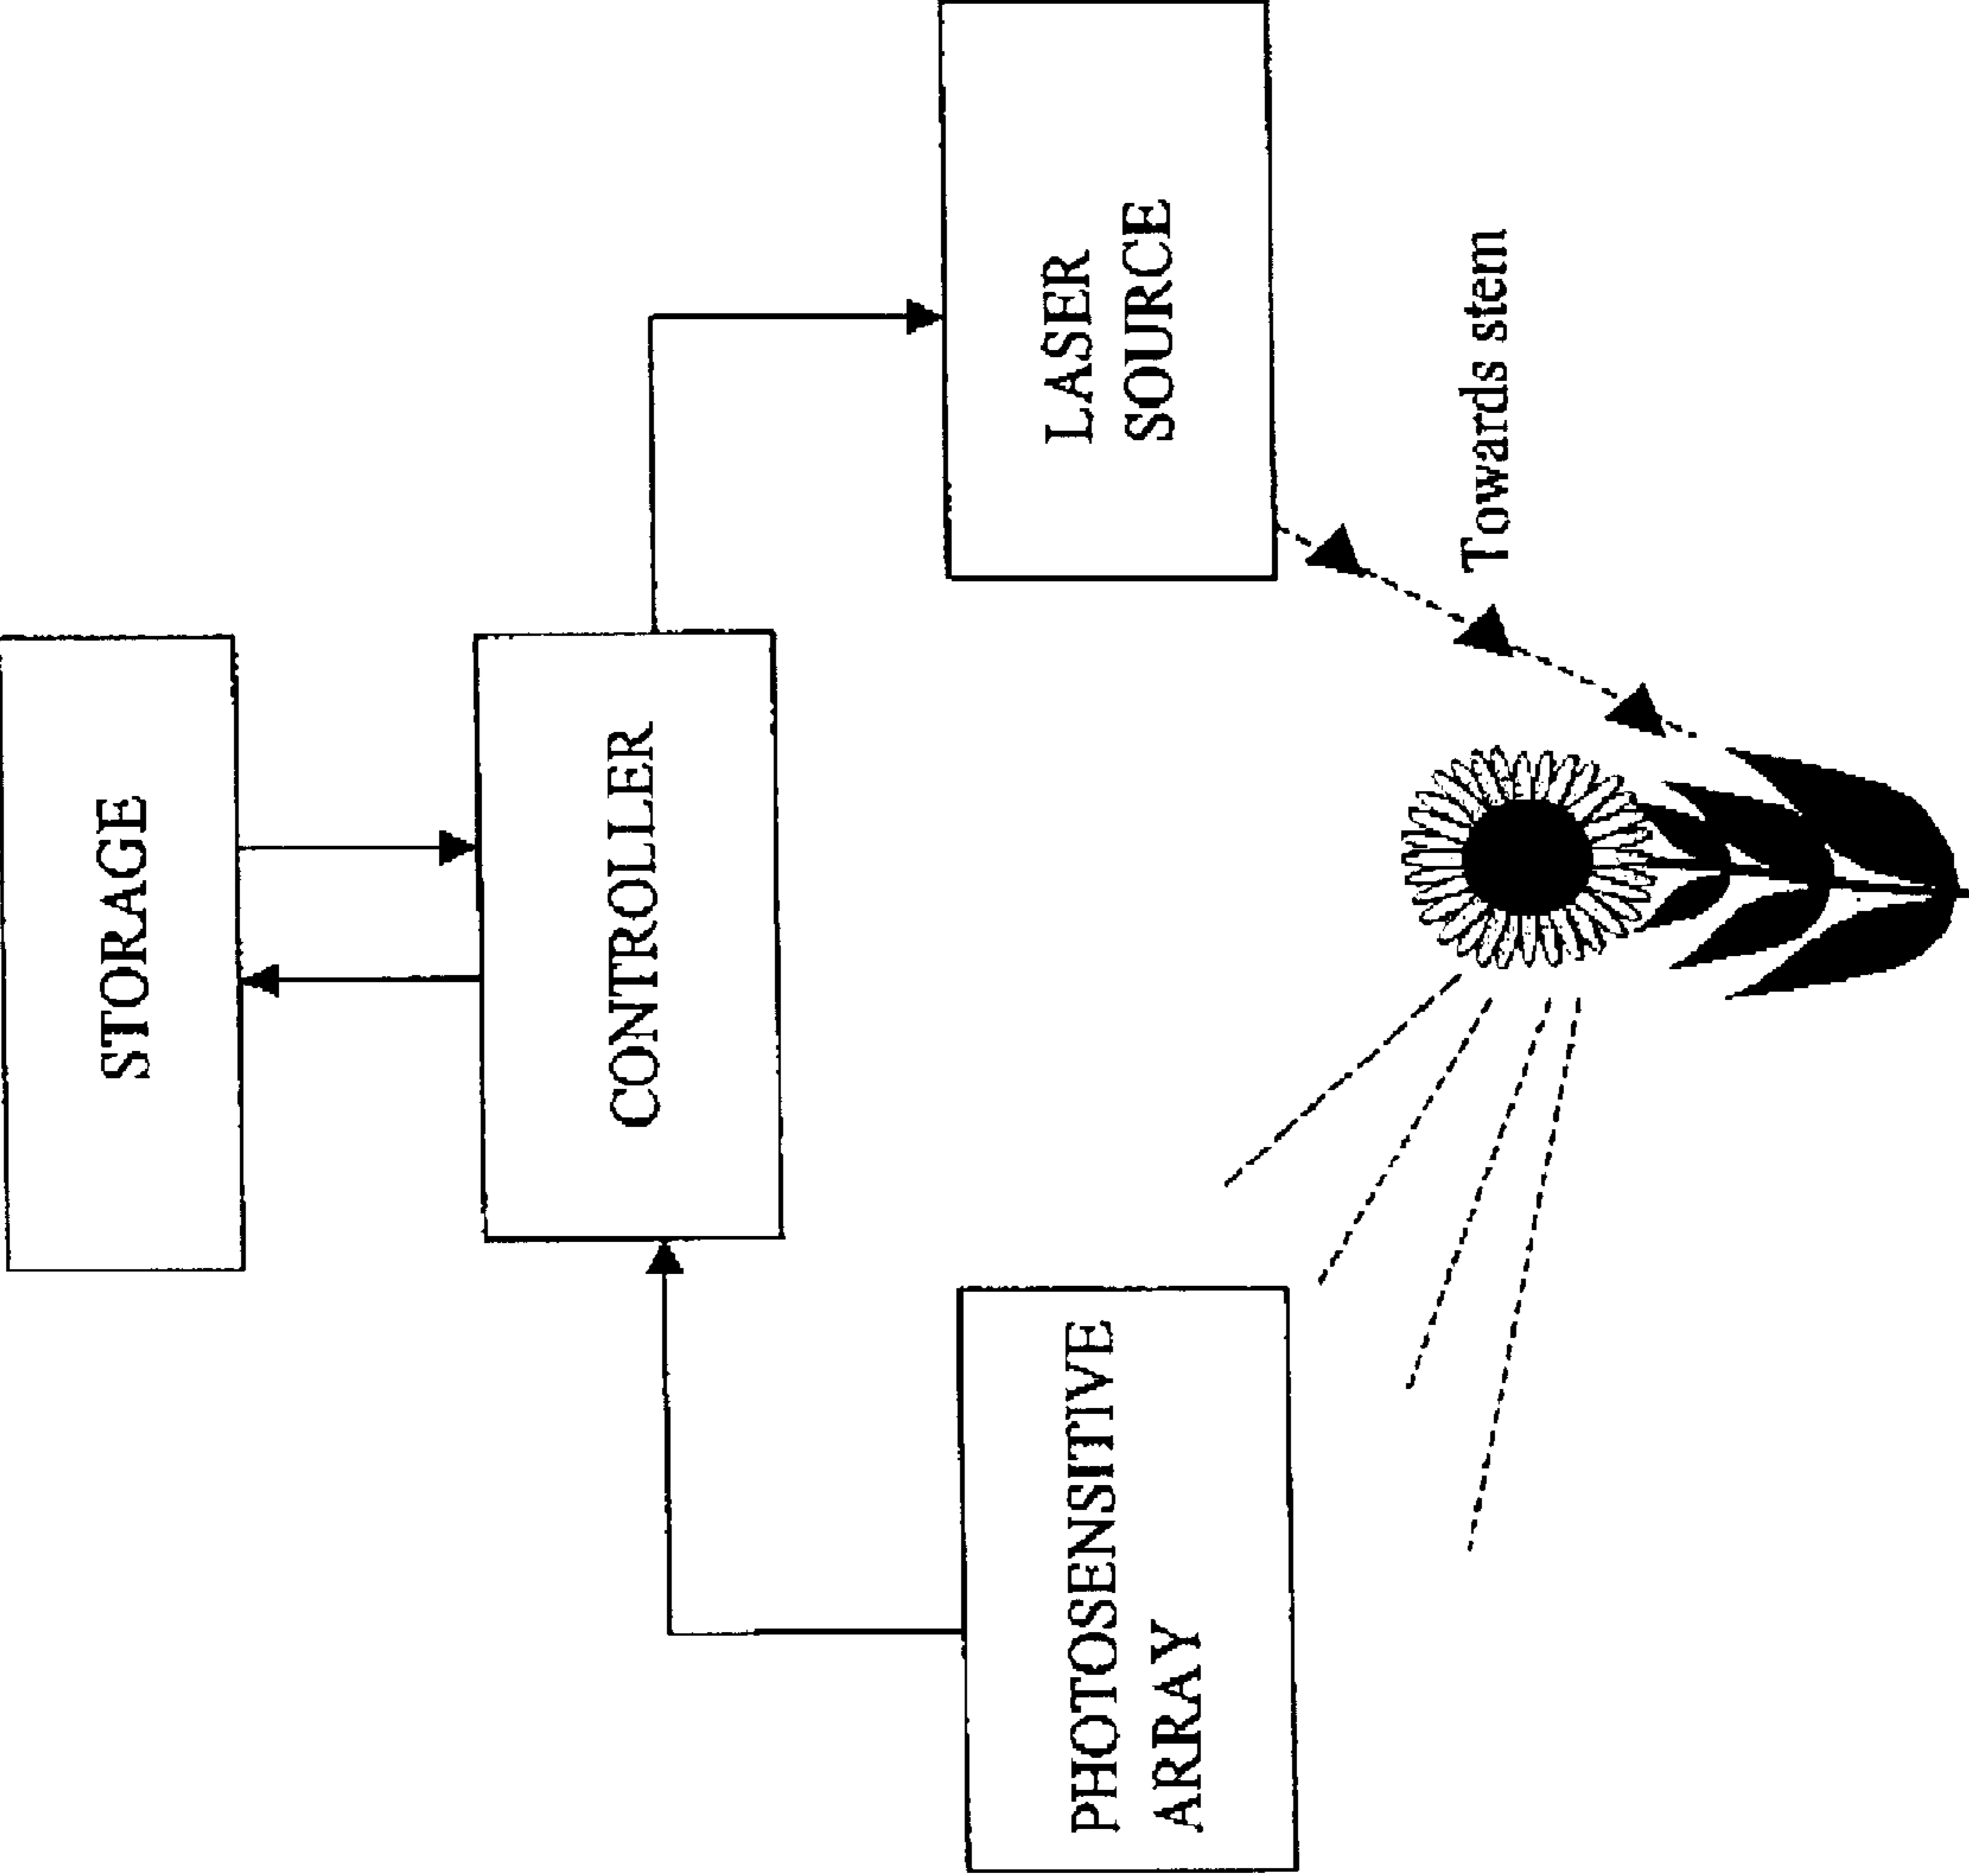 STORAGE
CONTROLLER
LASER
SOURCE
Towards stem
PHOTOSENSITIVE
ARRAY